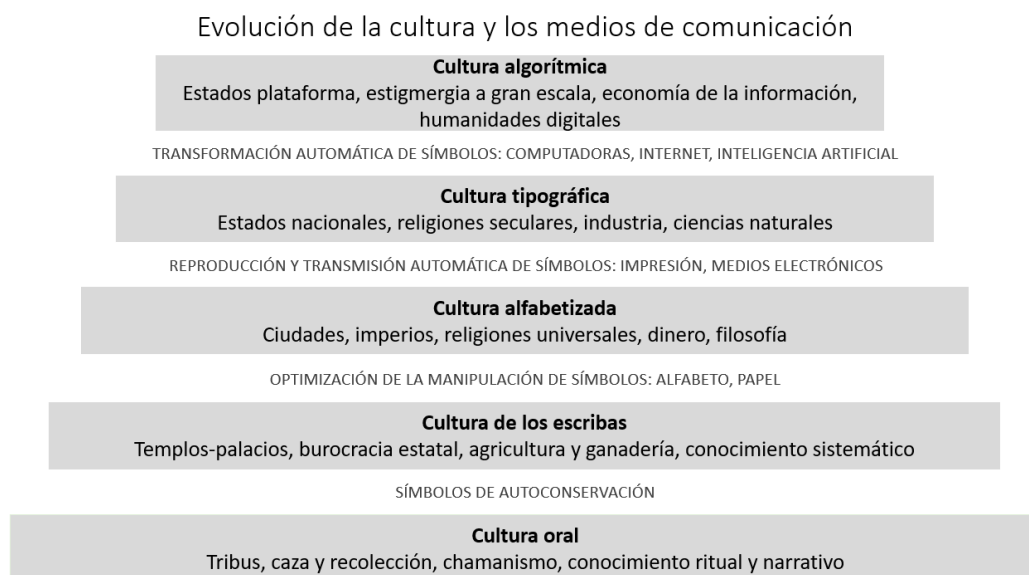 Evolución de la cultura y los medios de comunicación
Cultura algorítmica
Estados plataforma, estigmergia a gran escala, economía de la información,
humanidades digitales
TRANSFORMACIÓN AUTOMÁTICA DE SÍMBOLOS: COMPUTADORAS, INTERNET, INTELIGENCIA ARTIFICIAL
Cultura tipográfica
Estados nacionales, religiones seculares, industria, ciencias naturales
REPRODUCCIÓN Y TRANSMISIÓN AUTOMÁTICA DE SÍMBOLOS: IMPRESIÓN, MEDIOS ELECTRÓNICOS
Cultura alfabetizada
Ciudades, imperios, religiones universales, dinero, filosofía
OPTIMIZACIÓN DE LA MANIPULACIÓN DE SÍMBOLOS: ALFABETO, PAPEL
Cultura de los escribas
Templos-palacios, burocracia estatal, agricultura y ganadería, conocimiento sistemático
SÍMBOLOS DE AUTOCONSERVACIÓN
Cultura oral
Tribus, caza y recolección, chamanismo, conocimiento ritual y narrativo